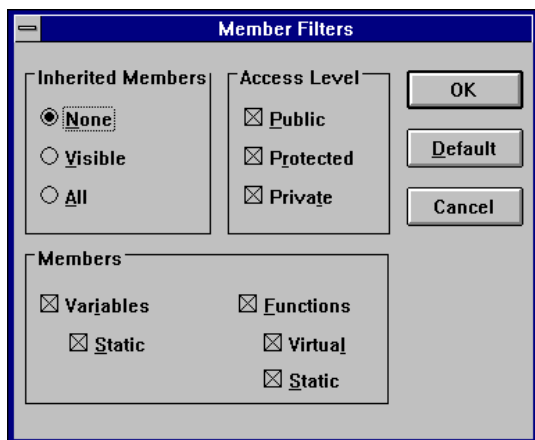 Member Filters
Inherited Members
None
Visible
All
Access Level
Public
Protected
Private
OK
Default
Cancel
Members
Variables
Static
Functions
Virtual
Static